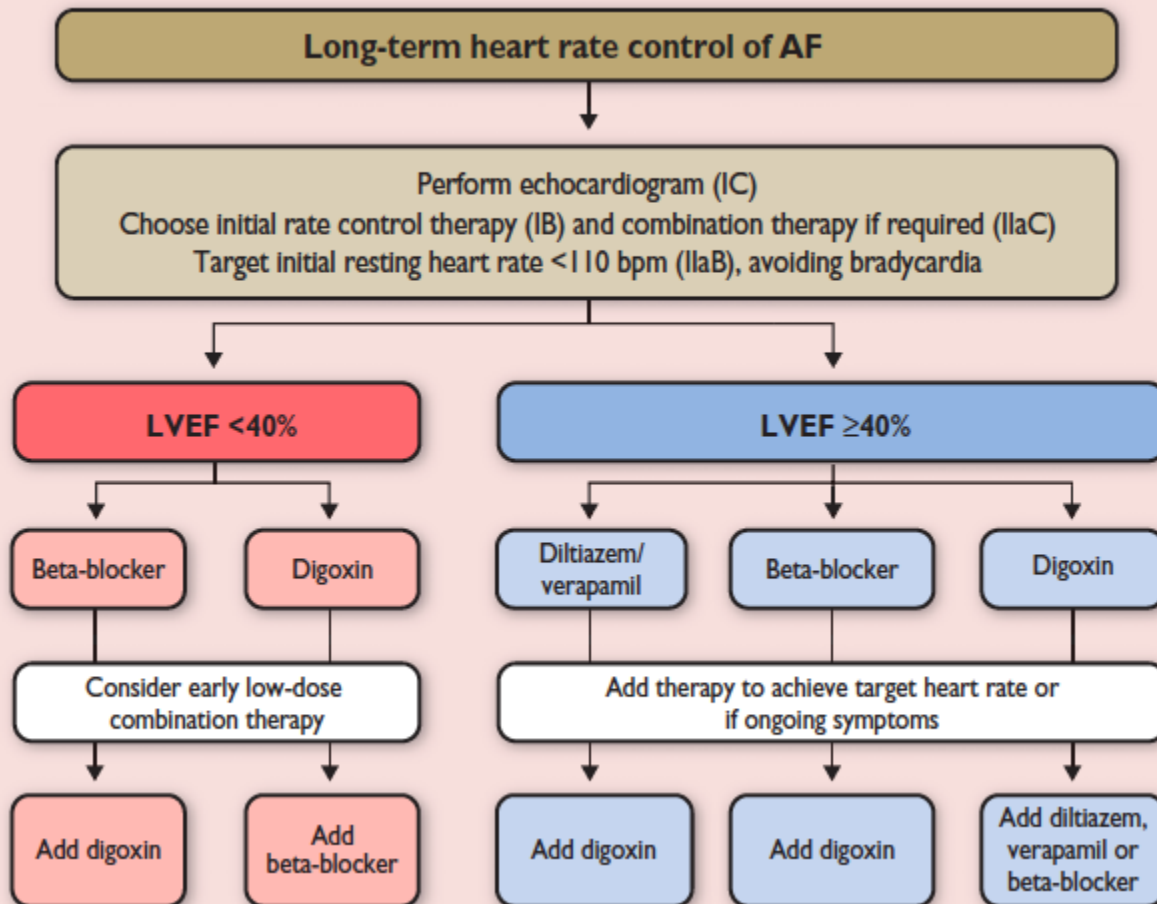 Long-term heart rate control of AF
Perform echocardiogram (IC)
Choose initial rate control therapy (IB) and combination therapy if required (IIaC)
Target initial resting heart rate <110 bpm (IIaB), avoiding bradycardia
LVEF <40%
LVEF ≥40%
Beta-blocker
Digoxin
Diltiazem/
verapamil
Beta-blocker
Digoxin
Consider early low-dose
combination therapy
Add therapy to achieve target heart rate or
if ongoing symptoms
Add digoxin
Add
beta-blocker
Add digoxin
Add digoxin
Add diltiazem,
verapamil or
beta-blocker